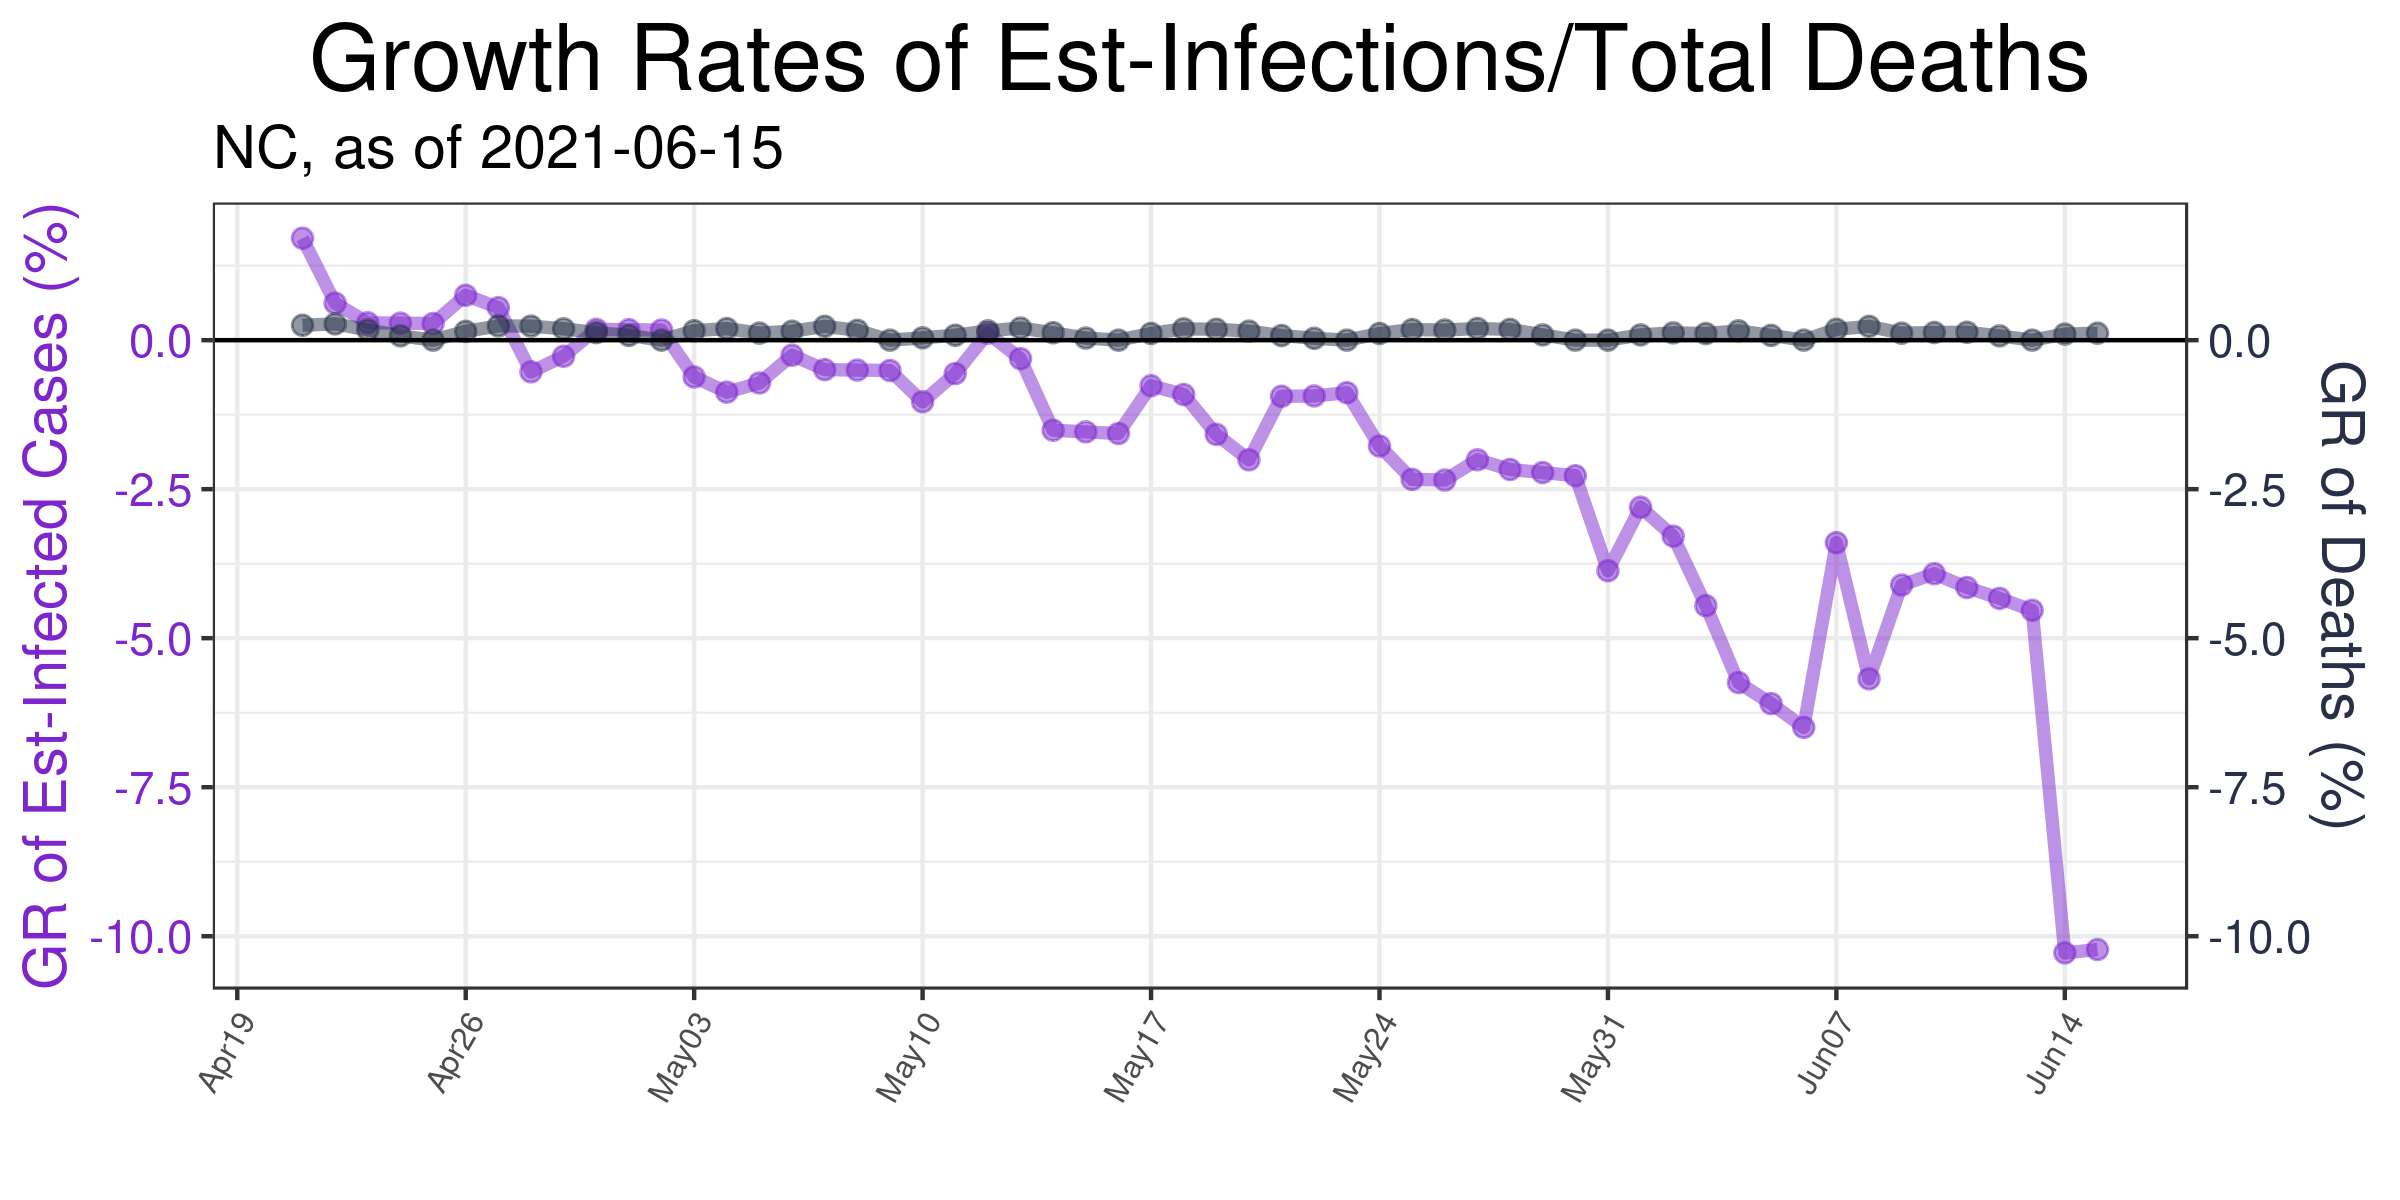 Growth Rates of Est-Infections/Total Deaths
NC, as of 2021-06-15
GR of Est-Infected Cases (%)
0.0
-2.5
-5.0
-7.5
-10.0
0.0
-2.5
-5.0
-7.5
-10.0
GR of Deaths (%)
Apr19
Apr26
May03
May10
May17
May24
May31
Jun07
Jun14